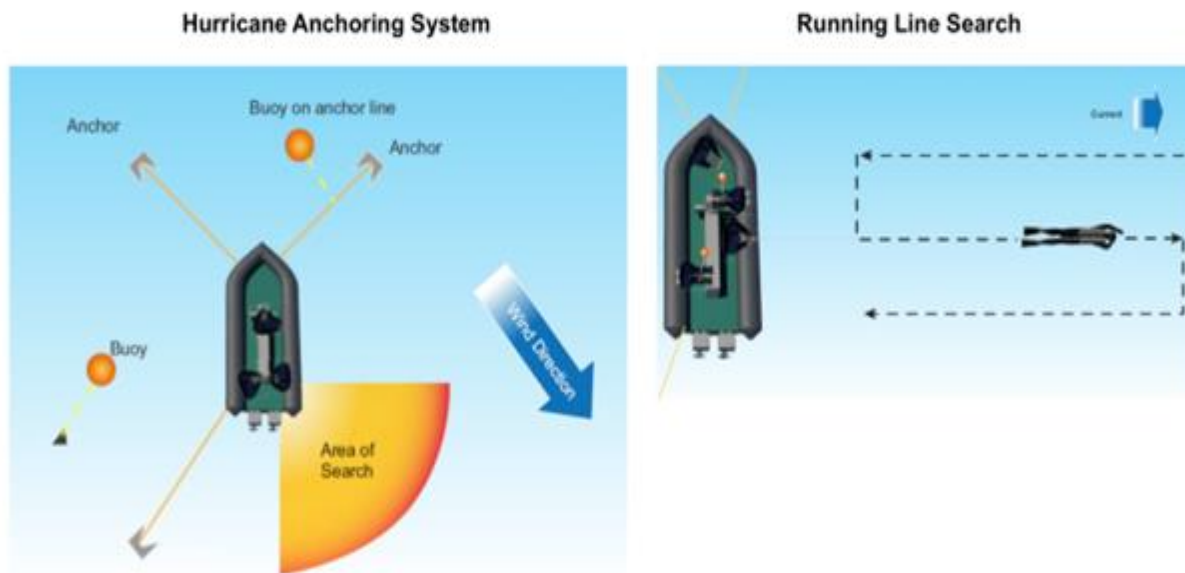 Hurricane Anchoring System
Running Line Search
Buoy on anchor line
Anchor
Anchor
Current
Buoy
Wind Direction
Area of
Search